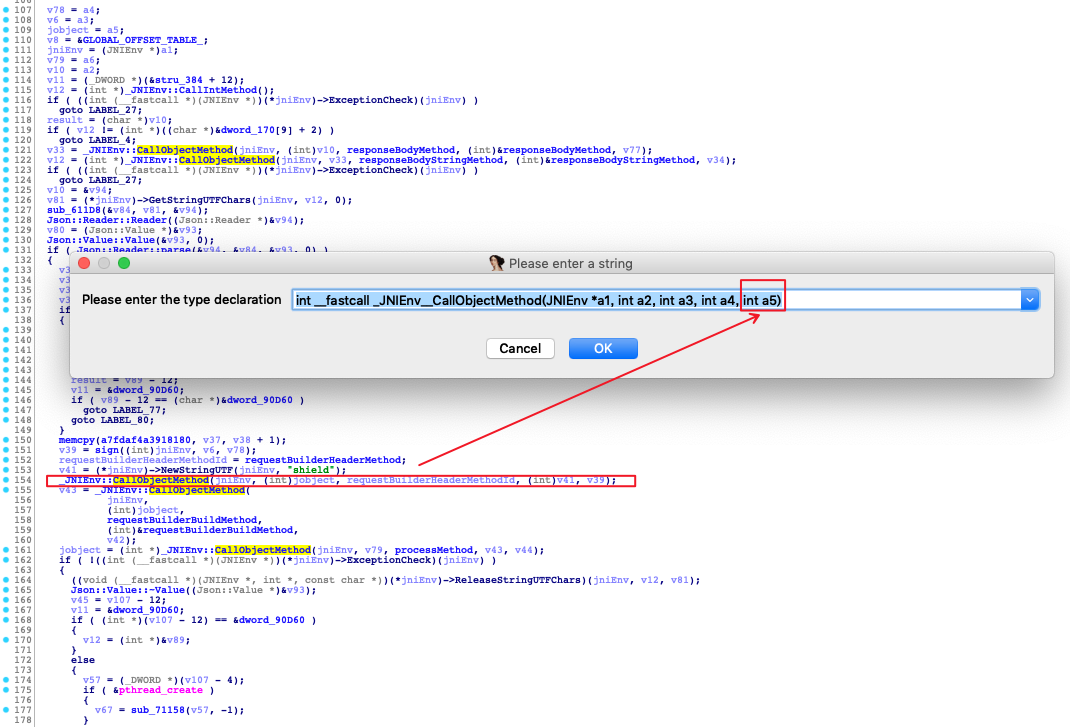 107 v78 = a4;
108 v6 = a3;
109 jobject = a5;
110 v8 = &GLOBAL_OFFSET_TABLE_;
111 jniEnv = (JNIEnv *)a1;
112 v79 = a6;
113 v10 = a2;
114 v11 = (_DWORD *)(&stru_384 + 12);
115 v12 = (int *)_JNIEnv::CallIntMethod();
116 if ( ((int (__fastcall *)(JNIEnv *))(*jniEnv)->ExceptionCheck)(jniEnv) )
117 goto LABEL_27;
118 result = (char *)v10;
119 if ( v12 != (int *)((char *)&dword_170[9] + 2) )
120 goto LABEL_4;
121 v33 = _JNIEnv::CallObjectMethod(jniEnv, (int)v10, responseBodyMethod, (int)&responseBodyMethod, v77);
122 v12 = (int *)_JNIEnv::CallObjectMethod(jniEnv, v33, responseBodyStringMethod, (int)&responseBodyStringMethod, v34);
123 if ( ((int (__fastcall *)(JNIEnv *))(*jniEnv)->ExceptionCheck)(jniEnv) )
124 goto LABEL_27;
125 v10 = &v94;
126 v81 = (*jniEnv)->GetStringUTFChars(jniEnv, v12, 0);
127 sub_611D8(&v84, v81, &v94);
128 Json::Reader::Reader((Json::Reader *)&v94);
129 v80 = (Json::Value *)&v93;
130 Json::Value::Value(&v93, 0);
131 if ( Json::Reader::parse(&v94, &v84, &v93, 0) )
132 {
Please enter a string
133 v3
134
135
136
137 if
138 {
Please enter the type declaration int __fastcall _JNIEnv__CallObjectMethod(JNIEnv *a1, int a2, int a3, int a4, int a5)
139
140
Cancel OK
141
142
143
144 result = v89 - 12;
145 v11 = &dword_90D60;
146 if ( v89 - 12 == (char *)&dword_90D60 )
147 goto LABEL_77;
148 goto LABEL_80;
149 }
150 memcpy(a7fdaf4a3918180, v37, v38 + 1);
151 v39 = sign((int)jniEnv, v6, v78);
152 requestBuilderHeaderMethodId = requestBuilderHeaderMethod;
153 v41 = (*jniEnv)->NewStringUTF(jniEnv, "shield");
154 _JNIEnv::CallObjectMethod(jniEnv, (int)jobject, requestBuilderHeaderMethodId, (int)v41, v39);
155 v43 = _JNIEnv::CallObjectMethod(
156 jniEnv,
157 (int)jobject,
158 requestBuilderBuildMethod,
159 (int)&requestBuilderBuildMethod,
160 v42);
161 jobject = (int *)_JNIEnv::CallObjectMethod(jniEnv, v79, processMethod, v43, v44);
162 if ( !((int (__fastcall *)(JNIEnv *))(*jniEnv)->ExceptionCheck)(jniEnv) )
163 {
164 ((void (__fastcall *)(JNIEnv *, int *, const char *))(*jniEnv)->ReleaseStringUTFChars)(jniEnv, v12, v81);
165 Json::Value::~Value((Json::Value *)&v93);
166 v45 = v107 - 12;
167 v11 = &dword_90D60;
168 if ( (int *)(v107 - 12) == &dword_90D60 )
169 {
170 v12 = (int *)&v89;
171 }
172 else
173 {
174 v57 = (_DWORD *)(v107 - 4);
175 if ( &pthread_create )
176 {
177 v67 = sub_71158(v57, -1);
178 }